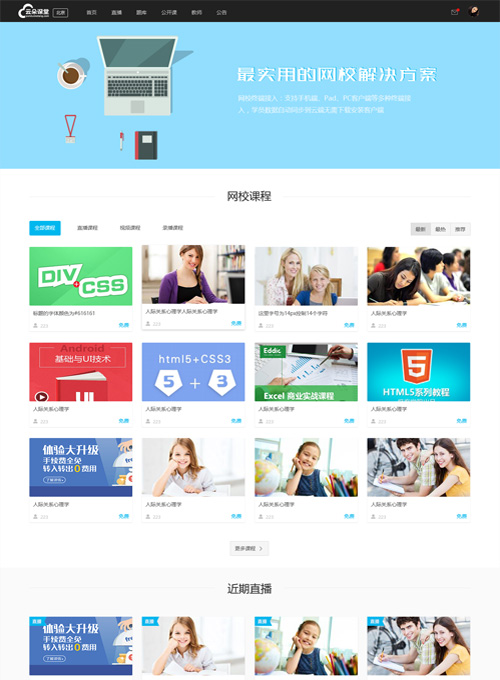 云朵课堂 北京 首页 直播 题库 公开课 教师 公告
最实用的网校解决方案
网校终端接入：支持手机端、Pad、PC客户端等多种终端接
入，学员数据自动同步到云端无需下载安装客户端
网校课程
全部课程 直播课程 视频课程 录播课程 最新 最热 推荐
DIV+CSS
标题的字体颜色为#616161
223 免费
人际关系心理学人际关系心理学
223 免费
这里字号为14px控制14个字符
223 免费
人际关系心理学
223 免费
Android
基础与UI技术
UI
人际关系心理学
223 免费
html5+CSS3
5 + 3
人际关系心理学
223 免费
Eddic
Excel 商业实战课程
人际关系心理学
223 免费
5
HTML5系列教程
人际关系心理学
223 免费
体验大升级
手续费全免
转入转出0费用
人际关系心理学
223 免费
人际关系心理学
223 免费
人际关系心理学
223 免费
人际关系心理学
223 免费
更多课程 >
近期直播
直播
体验大升级
手续费全免
转入转出0费用
直播
直播
直播